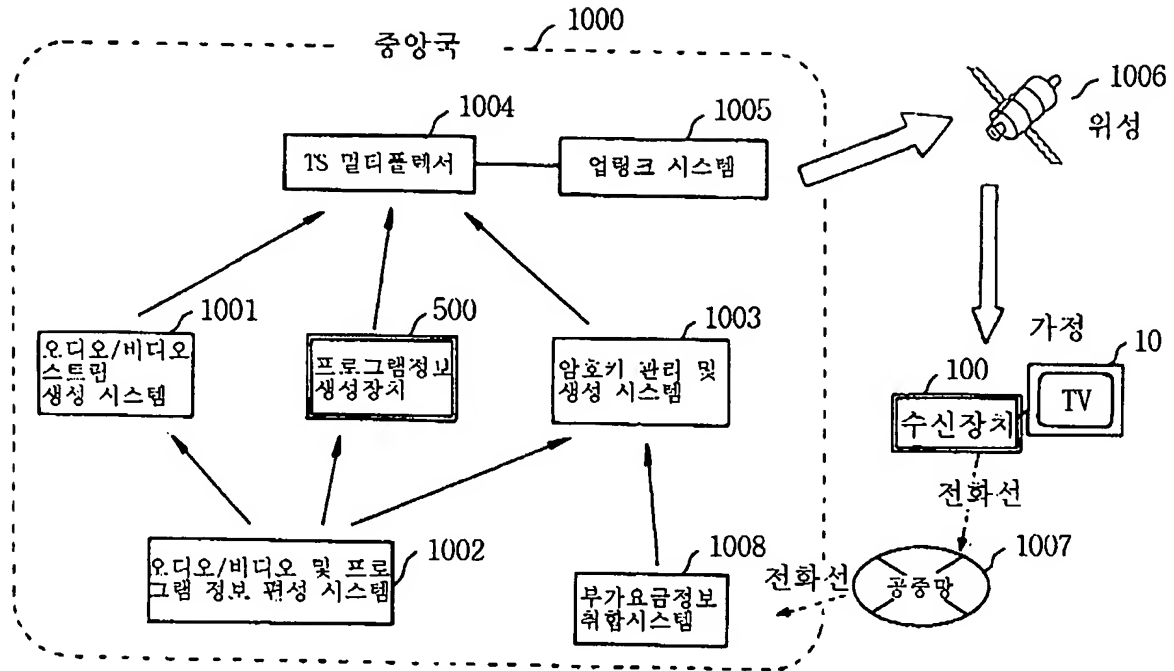 1000
중앙국
1006
위성
1004
TS 멀티플렉서
1005
업링크 시스템
1001
오디오/비디오
스트림
생성 시스템
500
프로그램정보
생성장치
1003
암호키 관리 및
생성 시스템
가정
10
TV
100
수신장치
전화선
1002
오디오/비디오 및 프로
그램 정보 편성 시스템
1008
부가요금정보
취합시스템
전화선
1007
공중망